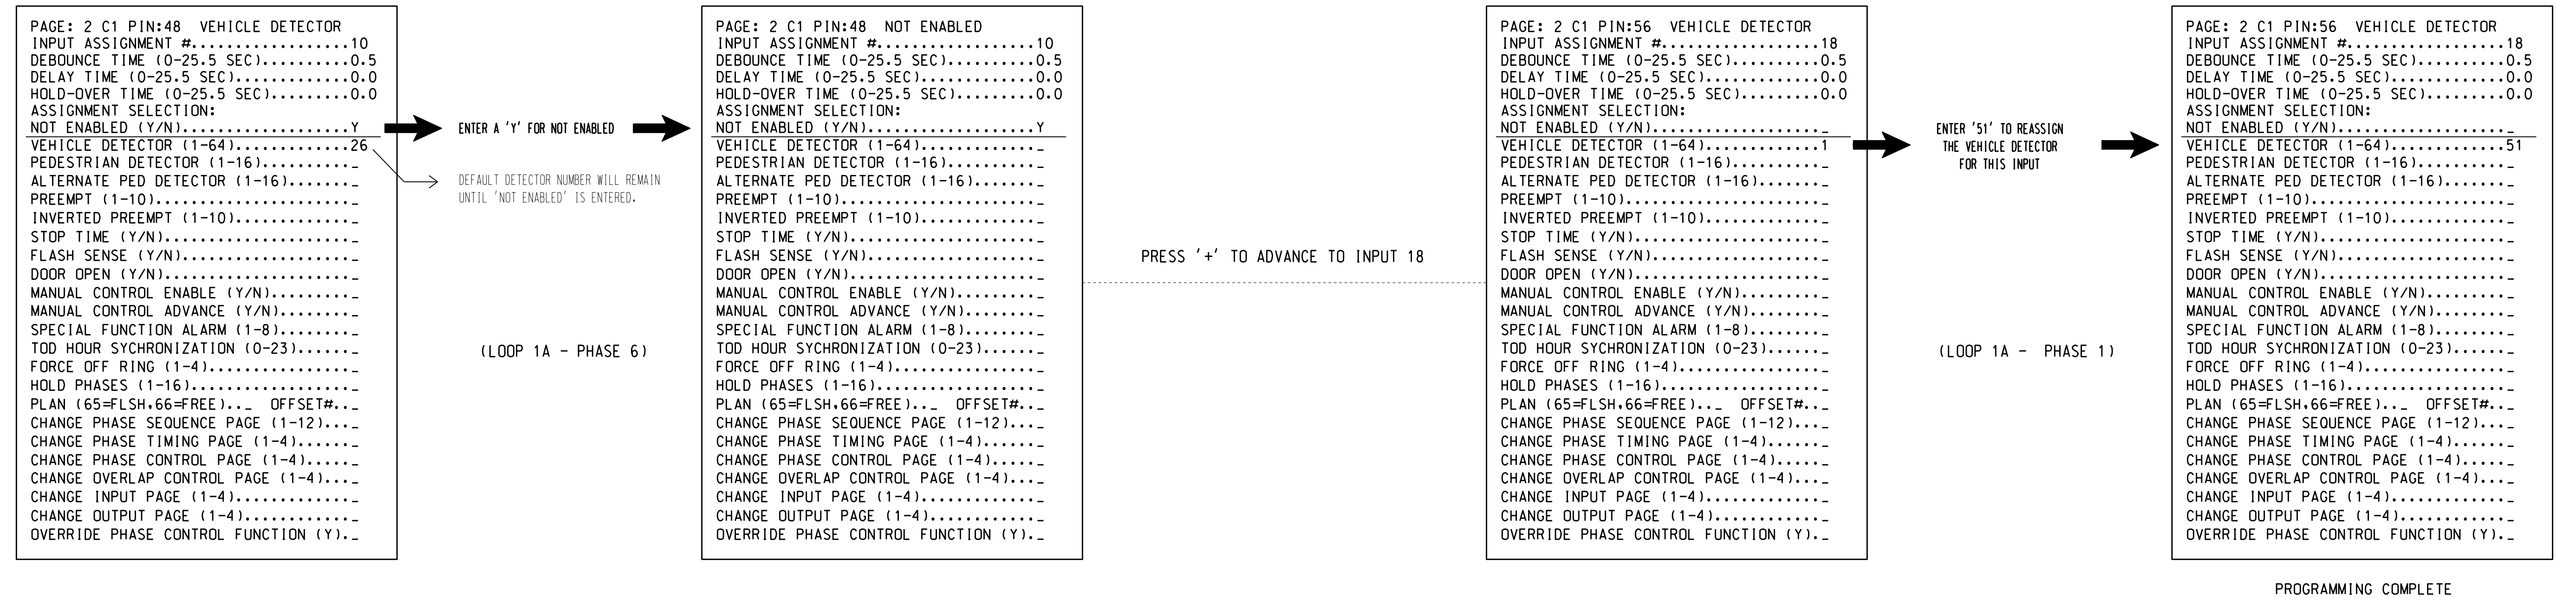 PAGE: 2 C1 PIN:48  VEHICLE DETECTOR
INPUT ASSIGNMENT #....................10
DEBOUNCE TIME (0-25.5 SEC)..........0.5
DELAY TIME (0-25.5 SEC).............0.0
HOLD-OVER TIME (0-25.5 SEC).........0.0
ASSIGNMENT SELECTION:
NOT ENABLED (Y/N)......................Y
VEHICLE DETECTOR (1-64)...............26
PEDESTRIAN DETECTOR (1-16)............_
ALTERNATE PED DETECTOR (1-16)......._
PREEMPT (1-10)........................_
INVERTED PREEMPT (1-10)..............._
STOP TIME (Y/N)......................._
FLASH SENSE (Y/N)....................._
DOOR OPEN (Y/N)......................._
MANUAL CONTROL ENABLE (Y/N)........._
MANUAL CONTROL ADVANCE (Y/N)........_
SPECIAL FUNCTION ALARM (1-8)........_
TOD HOUR SYCHRONIZATION (0-23)......_
FORCE OFF RING (1-4).................._
HOLD PHASES (1-16)...................._
PLAN (65=FLSH,66=FREE).._  OFFSET#.._
CHANGE PHASE SEQUENCE PAGE (1-12)..._
CHANGE PHASE TIMING PAGE (1-4)......_
CHANGE PHASE CONTROL PAGE (1-4)....._
CHANGE OVERLAP CONTROL PAGE (1-4)..._
CHANGE INPUT PAGE (1-4).............._
CHANGE OUTPUT PAGE (1-4)............._
OVERRIDE PHASE CONTROL FUNCTION (Y)._
ENTER A 'Y' FOR NOT ENABLED
DEFAULT DETECTOR NUMBER WILL REMAIN
UNTIL 'NOT ENABLED' IS ENTERED.
(LOOP 1A - PHASE 6)
PAGE: 2 C1 PIN:48  NOT ENABLED
INPUT ASSIGNMENT #....................10
DEBOUNCE TIME (0-25.5 SEC)..........0.5
DELAY TIME (0-25.5 SEC).............0.0
HOLD-OVER TIME (0-25.5 SEC).........0.0
ASSIGNMENT SELECTION:
NOT ENABLED (Y/N)......................Y
VEHICLE DETECTOR (1-64)..............._
PEDESTRIAN DETECTOR (1-16)............_
ALTERNATE PED DETECTOR (1-16)......._
PREEMPT (1-10)........................_
INVERTED PREEMPT (1-10)..............._
STOP TIME (Y/N)......................._
FLASH SENSE (Y/N)....................._
DOOR OPEN (Y/N)......................._
MANUAL CONTROL ENABLE (Y/N)........._
MANUAL CONTROL ADVANCE (Y/N)........_
SPECIAL FUNCTION ALARM (1-8)........_
TOD HOUR SYCHRONIZATION (0-23)......_
FORCE OFF RING (1-4).................._
HOLD PHASES (1-16)...................._
PLAN (65=FLSH,66=FREE).._  OFFSET#.._
CHANGE PHASE SEQUENCE PAGE (1-12)..._
CHANGE PHASE TIMING PAGE (1-4)......_
CHANGE PHASE CONTROL PAGE (1-4)....._
CHANGE OVERLAP CONTROL PAGE (1-4)..._
CHANGE INPUT PAGE (1-4).............._
CHANGE OUTPUT PAGE (1-4)............._
OVERRIDE PHASE CONTROL FUNCTION (Y)._
PRESS '+' TO ADVANCE TO INPUT 18
PAGE: 2 C1 PIN:56  VEHICLE DETECTOR
INPUT ASSIGNMENT #....................18
DEBOUNCE TIME (0-25.5 SEC)..........0.5
DELAY TIME (0-25.5 SEC).............0.0
HOLD-OVER TIME (0-25.5 SEC).........0.0
ASSIGNMENT SELECTION:
NOT ENABLED (Y/N)......................_
VEHICLE DETECTOR (1-64)...............1
PEDESTRIAN DETECTOR (1-16)............_
ALTERNATE PED DETECTOR (1-16)......._
PREEMPT (1-10)........................_
INVERTED PREEMPT (1-10)..............._
STOP TIME (Y/N)......................._
FLASH SENSE (Y/N)....................._
DOOR OPEN (Y/N)......................._
MANUAL CONTROL ENABLE (Y/N)........._
MANUAL CONTROL ADVANCE (Y/N)........_
SPECIAL FUNCTION ALARM (1-8)........_
TOD HOUR SYCHRONIZATION (0-23)......_
FORCE OFF RING (1-4).................._
HOLD PHASES (1-16)...................._
PLAN (65=FLSH,66=FREE).._  OFFSET#.._
CHANGE PHASE SEQUENCE PAGE (1-12)..._
CHANGE PHASE TIMING PAGE (1-4)......_
CHANGE PHASE CONTROL PAGE (1-4)....._
CHANGE OVERLAP CONTROL PAGE (1-4)..._
CHANGE INPUT PAGE (1-4).............._
CHANGE OUTPUT PAGE (1-4)............._
OVERRIDE PHASE CONTROL FUNCTION (Y)._
ENTER '51' TO REASSIGN
THE VEHICLE DETECTOR
FOR THIS INPUT
(LOOP 1A -  PHASE 1)
PAGE: 2 C1 PIN:56  VEHICLE DETECTOR
INPUT ASSIGNMENT #....................18
DEBOUNCE TIME (0-25.5 SEC)..........0.5
DELAY TIME (0-25.5 SEC).............0.0
HOLD-OVER TIME (0-25.5 SEC).........0.0
ASSIGNMENT SELECTION:
NOT ENABLED (Y/N)......................_
VEHICLE DETECTOR (1-64)...............51
PEDESTRIAN DETECTOR (1-16)............_
ALTERNATE PED DETECTOR (1-16)......._
PREEMPT (1-10)........................_
INVERTED PREEMPT (1-10)..............._
STOP TIME (Y/N)......................._
FLASH SENSE (Y/N)....................._
DOOR OPEN (Y/N)......................._
MANUAL CONTROL ENABLE (Y/N)........._
MANUAL CONTROL ADVANCE (Y/N)........_
SPECIAL FUNCTION ALARM (1-8)........_
TOD HOUR SYCHRONIZATION (0-23)......_
FORCE OFF RING (1-4).................._
HOLD PHASES (1-16)...................._
PLAN (65=FLSH,66=FREE).._  OFFSET#.._
CHANGE PHASE SEQUENCE PAGE (1-12)..._
CHANGE PHASE TIMING PAGE (1-4)......_
CHANGE PHASE CONTROL PAGE (1-4)....._
CHANGE OVERLAP CONTROL PAGE (1-4)..._
CHANGE INPUT PAGE (1-4).............._
CHANGE OUTPUT PAGE (1-4)............._
OVERRIDE PHASE CONTROL FUNCTION (Y)._
PROGRAMMING COMPLETE